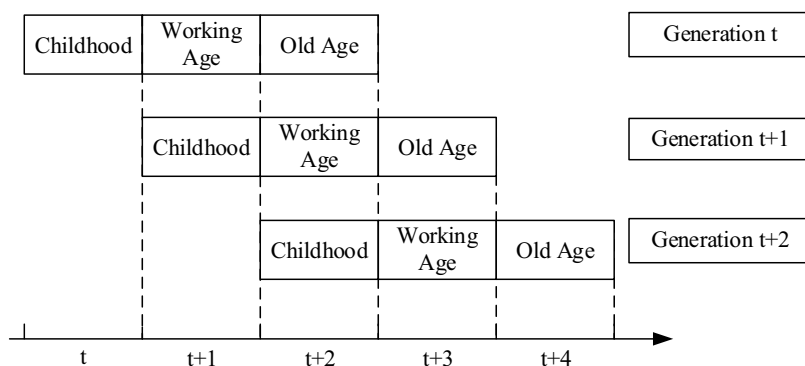 Childhood
Working
Age
Old Age
Generation t
Childhood
Working
Age
Old Age
Generation t+1
Childhood
Working
Age
Old Age
Generation t+2
t
t+1
t+2
t+3
t+4